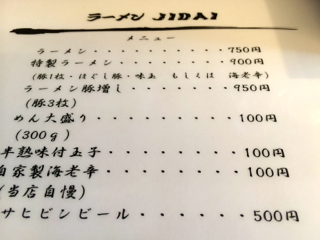 ラーメン JIDAI
メニュー
ラーメン・・・・・・・・・・750円
特製ラーメン・・・・・・・・900円
(豚1枚・ほぐし豚・味玉 もしくは 海老辛)
ラーメン豚増し・・・・・・・950円
(豚3枚)
めん大盛り・・・・・・・・・100円
(300g)
半熟味付玉子・・・・・・・100円
自家製海老辛・・・・・・・100円
(当店自慢)
サヒビンビール・・・・・・500円